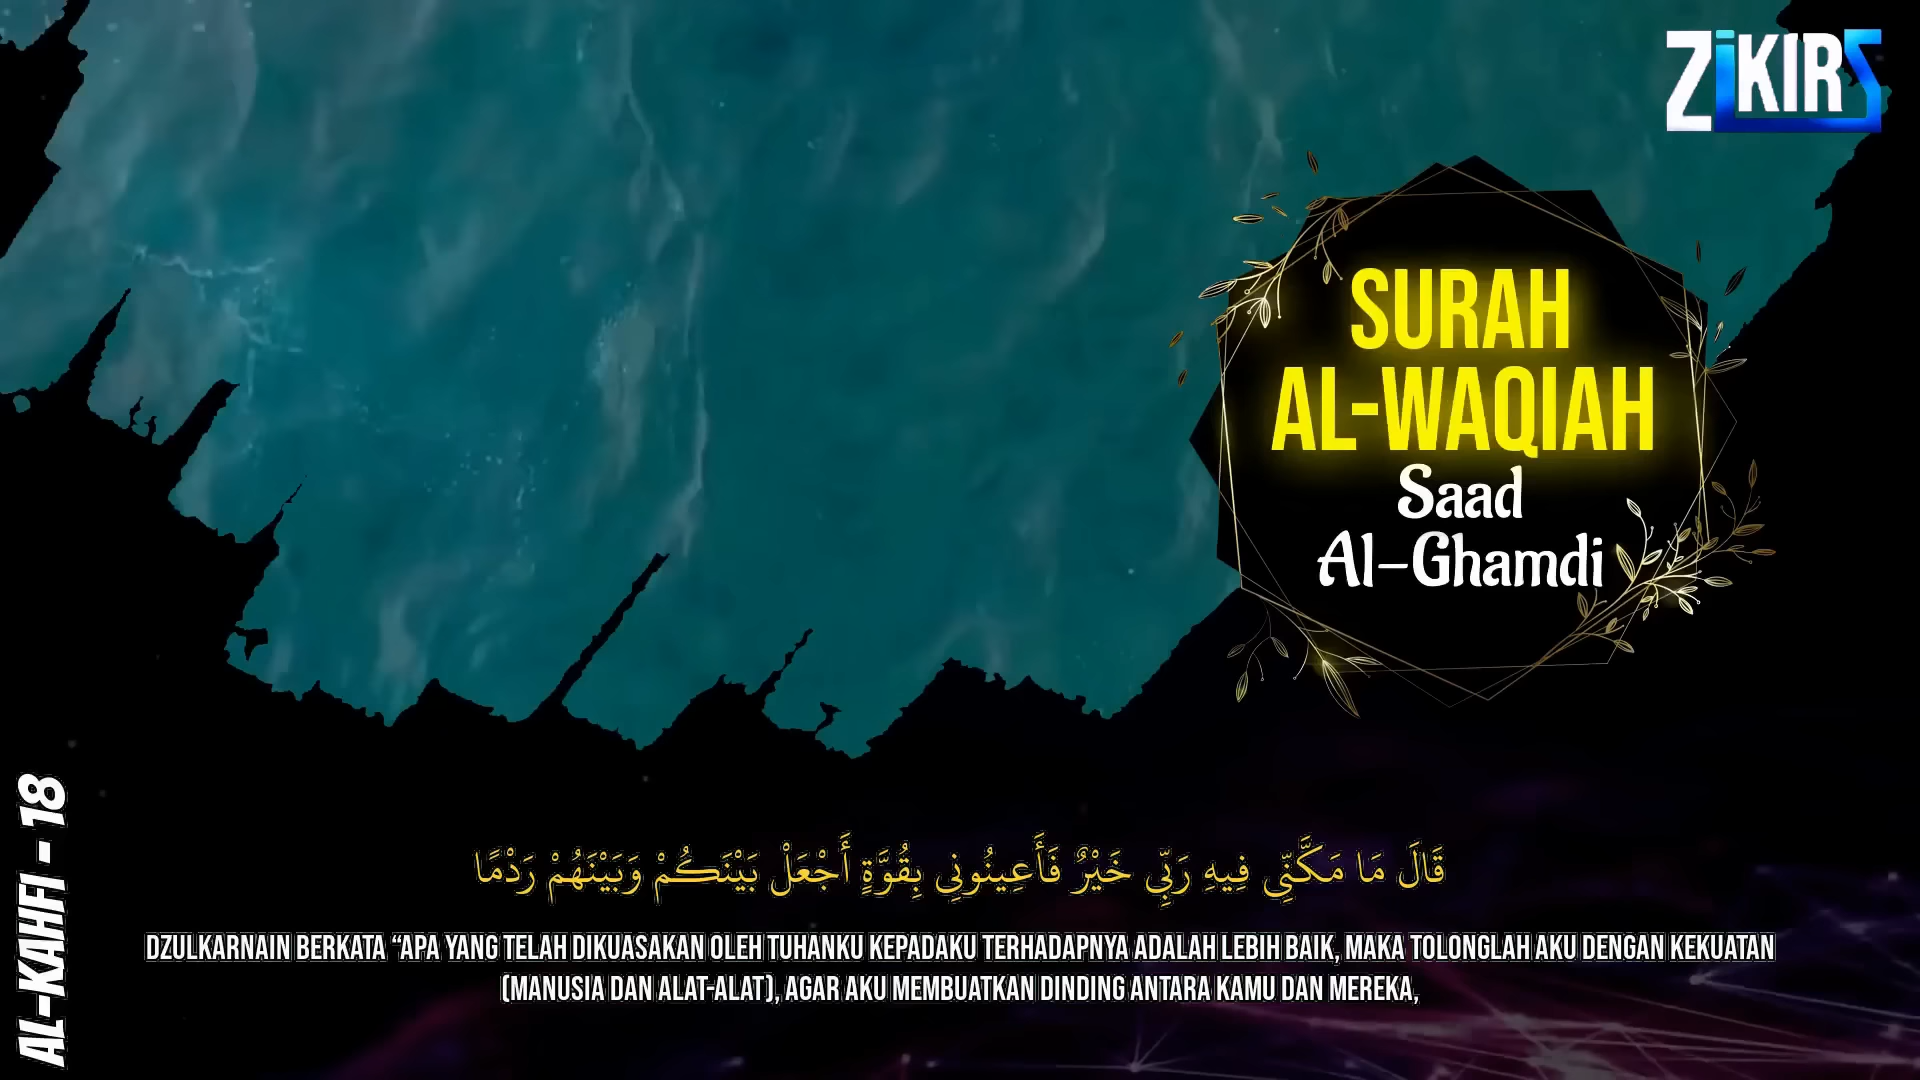 ZiKIRS
SURAH
AL-WAQIAH
Saad
Al-Ghamdi
AL-KAHFI - 18
قَالَ مَا مَكَّنِّي فِيهِ رَبِّي خَيْرٌ فَأَعِينُونِي بِقُوَّةٍ أَجْعَلْ بَيْنَكُمْ وَبَيْنَهُمْ رَدْمًا
DZULKARNAIN BERKATA “APA YANG TELAH DIKUASAKAN OLEH TUHANKU KEPADAKU TERHADAPNYA ADALAH LEBIH BAIK, MAKA TOLONGLAH AKU DENGAN KEKUATAN
(MANUSIA DAN ALAT-ALAT), AGAR AKU MEMBUATKAN DINDING ANTARA KAMU DAN MEREKA,